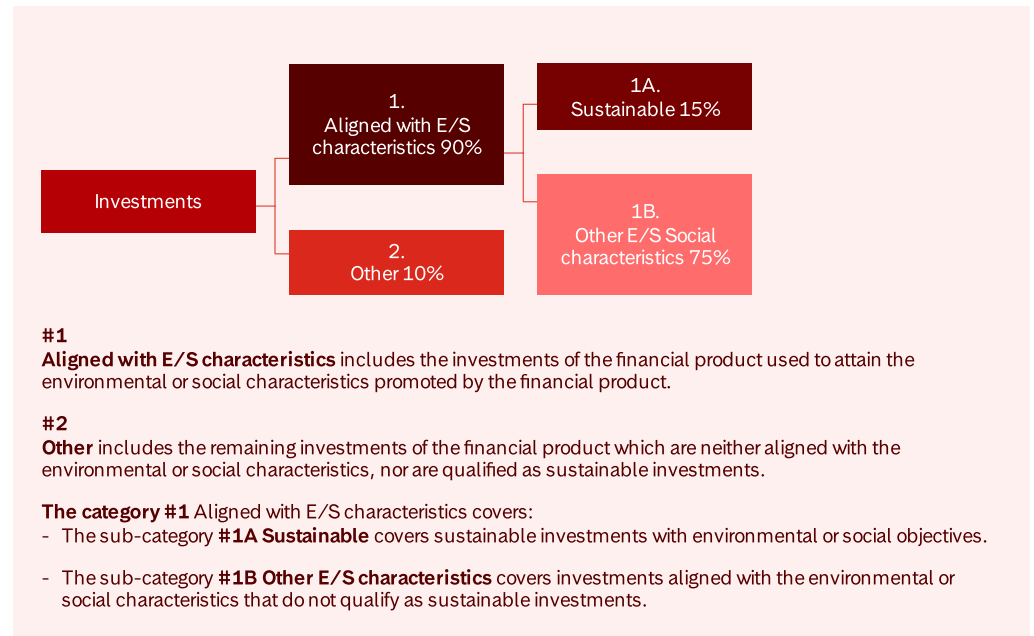 Investments
1.
Aligned with E/S
characteristics 90%
2.
Other 10%
1A.
Sustainable 15%
1B.
Other E/S Social
characteristics 75%
#1
Aligned with E/S characteristics includes the investments of the financial product used to attain the
environmental or social characteristics promoted by the financial product.
#2
Other includes the remaining investments of the financial product which are neither aligned with the
environmental or social characteristics, nor are qualified as sustainable investments.
The category #1 Aligned with E/S characteristics covers:
- The sub-category #1A Sustainable covers sustainable investments with environmental or social objectives.
- The sub-category #1B Other E/S characteristics covers investments aligned with the environmental or
social characteristics that do not qualify as sustainable investments.